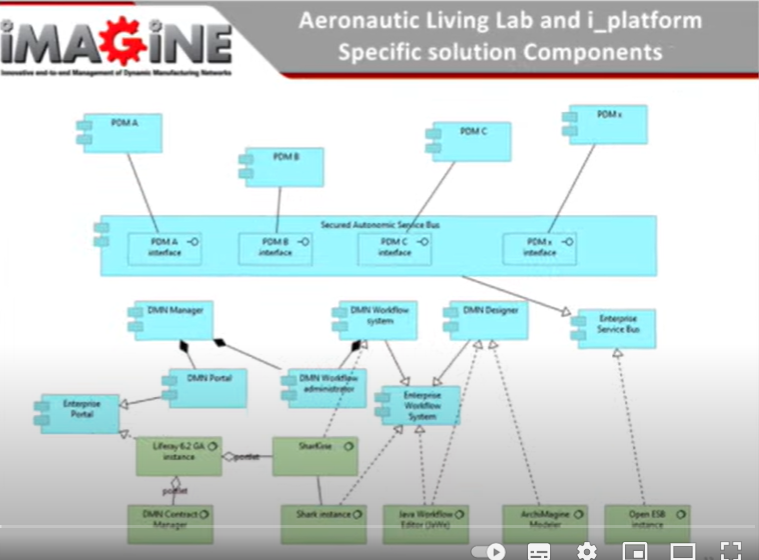 Aeronautic Living Lab and i_platform
Specific solution Components
iMAGiNE
Innovative end-to-end Management of Dynamic Manufacturing Networks
PDM A
PDM B
PDM C
PDM x
Secured Autonomic Service Bus
PDM A
interface
PDM B
interface
PDM C
interface
PDM x
interface
DMN Manager
DMN Workflow
system
DMN Designer
Enterprise
Service Bus
DMN Portal
DMN Workflow
administrator
Enterprise
Portal
Enterprise
Workflow
System
Liferay 6.2 GA
instance
portlet
SharKise
portlet
DMN Contract
Manager
Shark instance
Java Workflow
Editor (JaWe)
ArchiMagine
Modeler
Open ESB
instance